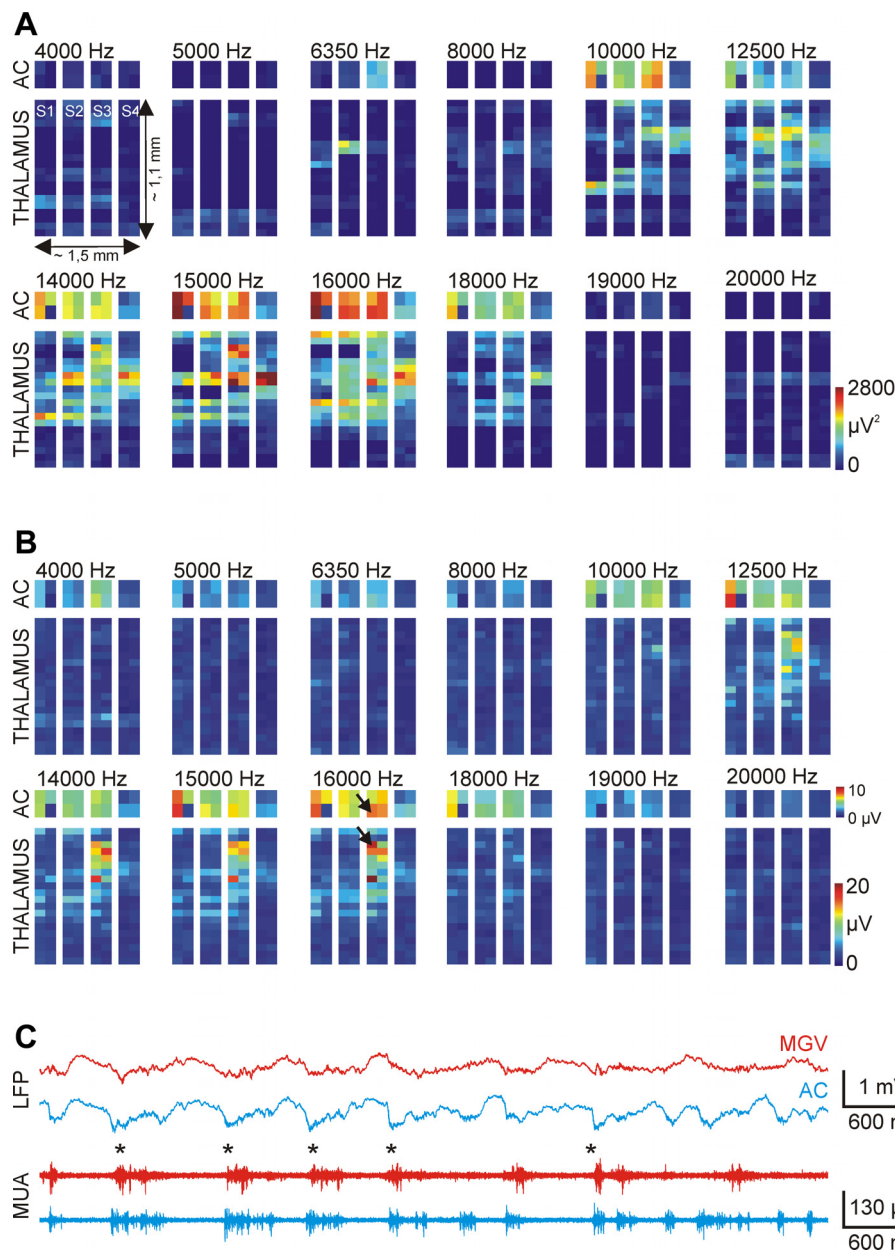 A
4000 Hz 5000 Hz 6350 Hz 8000 Hz 10000 Hz 12500 Hz
AC
THALAMUS
S1 S2 S3 S4
~ 1,1 mm
~ 1,5 mm
14000 Hz 15000 Hz 16000 Hz 18000 Hz 19000 Hz 20000 Hz
AC
THALAMUS
2800
µV²
0
B
4000 Hz 5000 Hz 6350 Hz 8000 Hz 10000 Hz 12500 Hz
AC
THALAMUS
14000 Hz 15000 Hz 16000 Hz 18000 Hz 19000 Hz 20000 Hz
AC
10
0 µV
THALAMUS
20
µV
0
C
LFP
MGV
AC
1 m
600 
* * * * *
MUA
130 µ
600